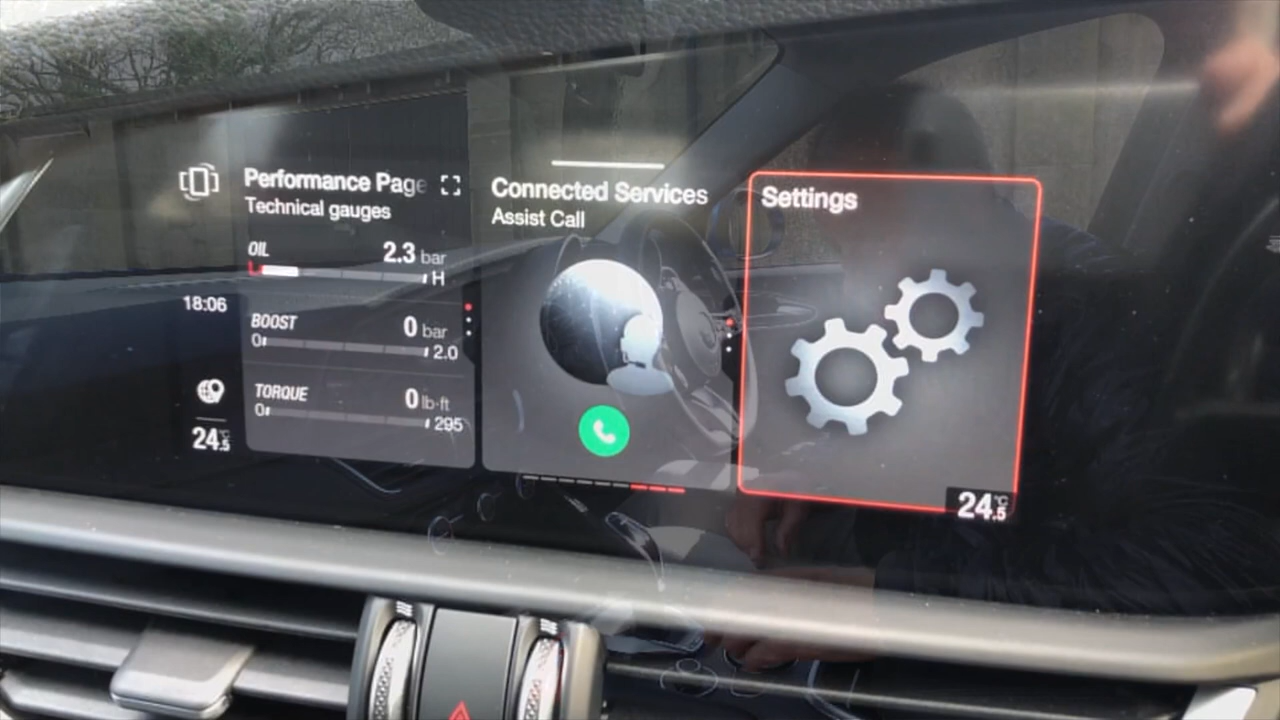 Performance Page
Technical gauges
OIL
2.3 bar
H
18:06
BOOST
0 bar
0
2.0
TORQUE
0 lb·ft
0
295
24.5
°C
Connected Services
Assist Call
Settings
24.5
°C